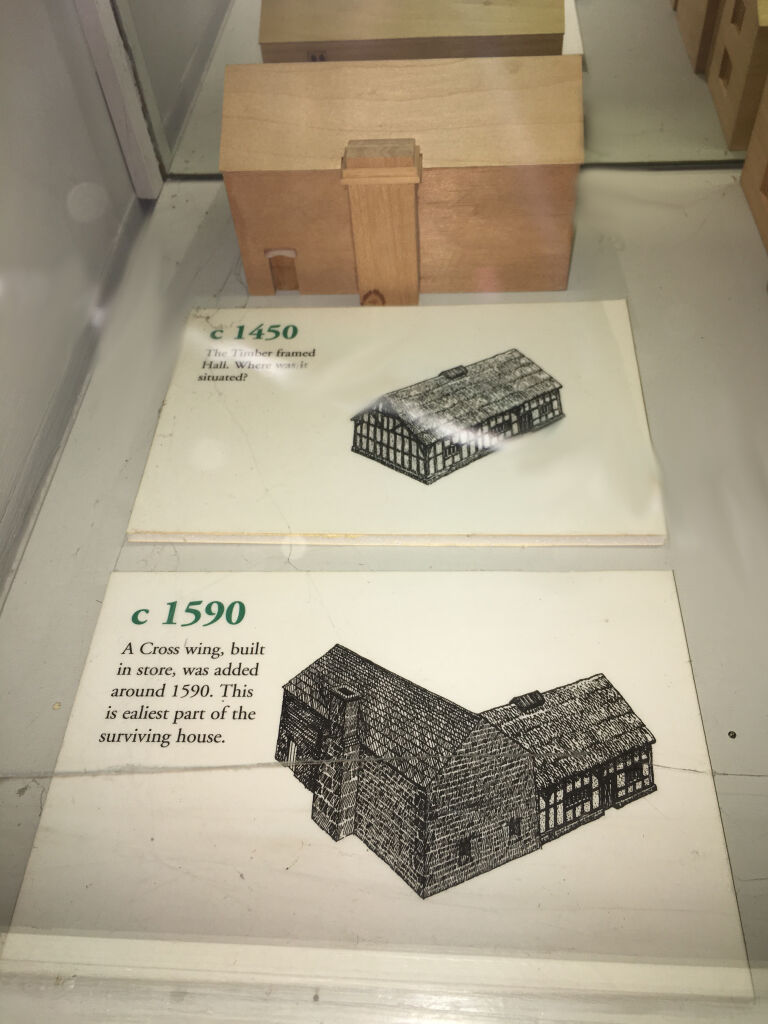 c 1450
The Timber framed
Hall. Where was it
situated?
c 1590
A Cross wing, built
in store, was added
around 1590. This
is ealiest part of the
surviving house.